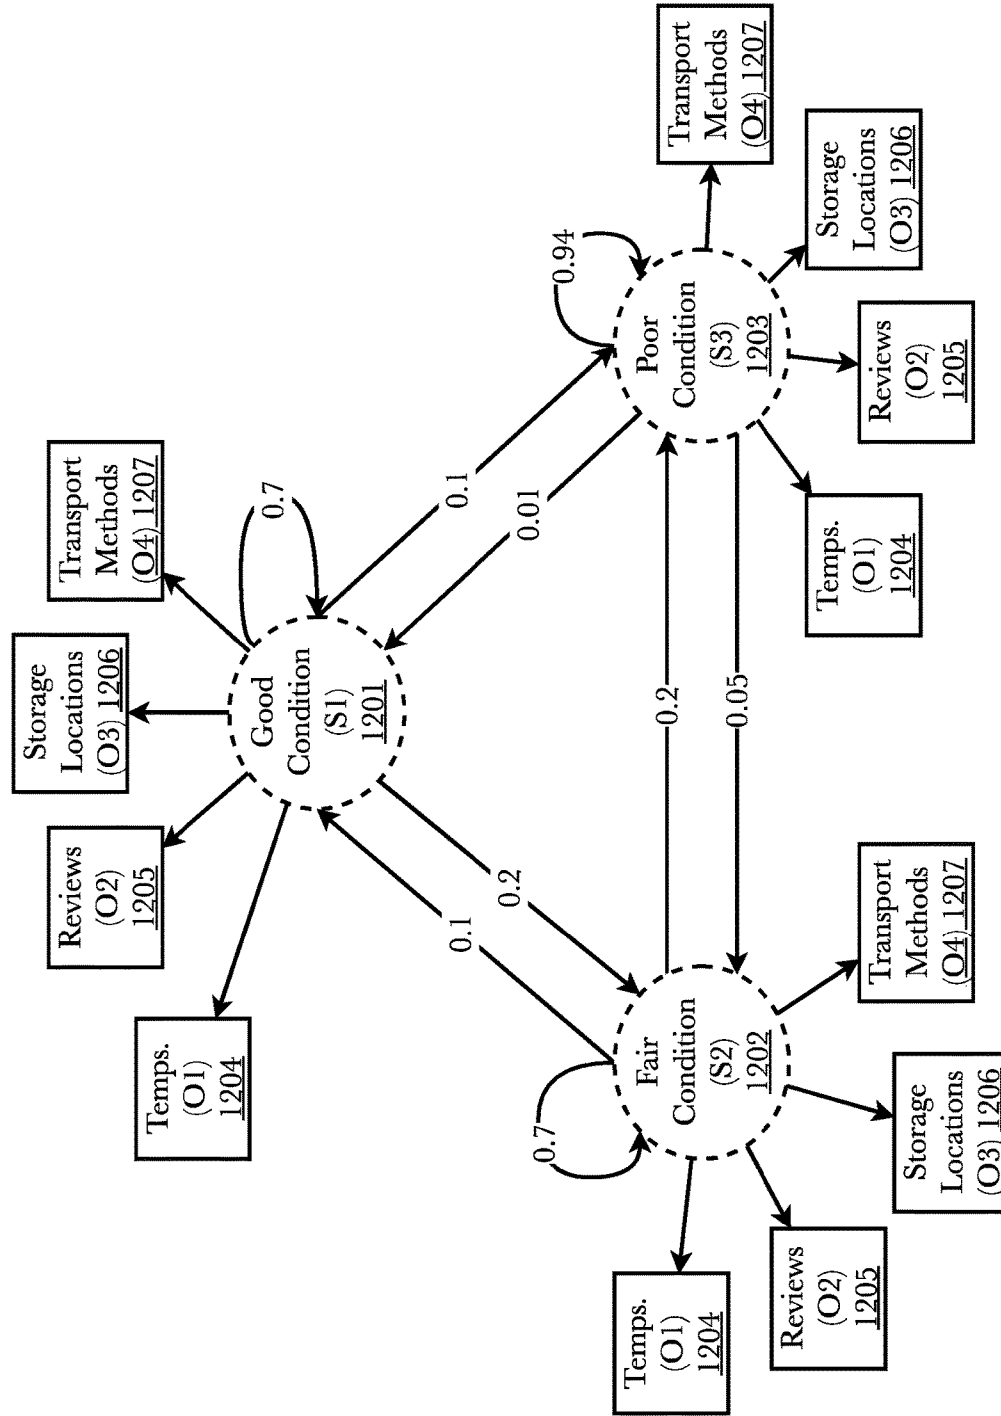 Storage
Locations
(O3) 1206
Reviews
(O2)
1205
Transport
Methods
(O4) 1207
Temps.
(O1)
1204
0.7
Good
Condition
(S1)
1201
0.1
0.2
0.1
0.01
0.7
0.94
Temps.
(O1)
1204
Fair
Condition
(S2)
1202
0.2
0.05
Poor
Condition
(S3)
1203
Transport
Methods
(O4) 1207
Reviews
(O2)
1205
Storage
Locations
(O3) 1206
Transport
Methods
(O4) 1207
Temps.
(O1)
1204
Reviews
(O2)
1205
Storage
Locations
(O3) 1206